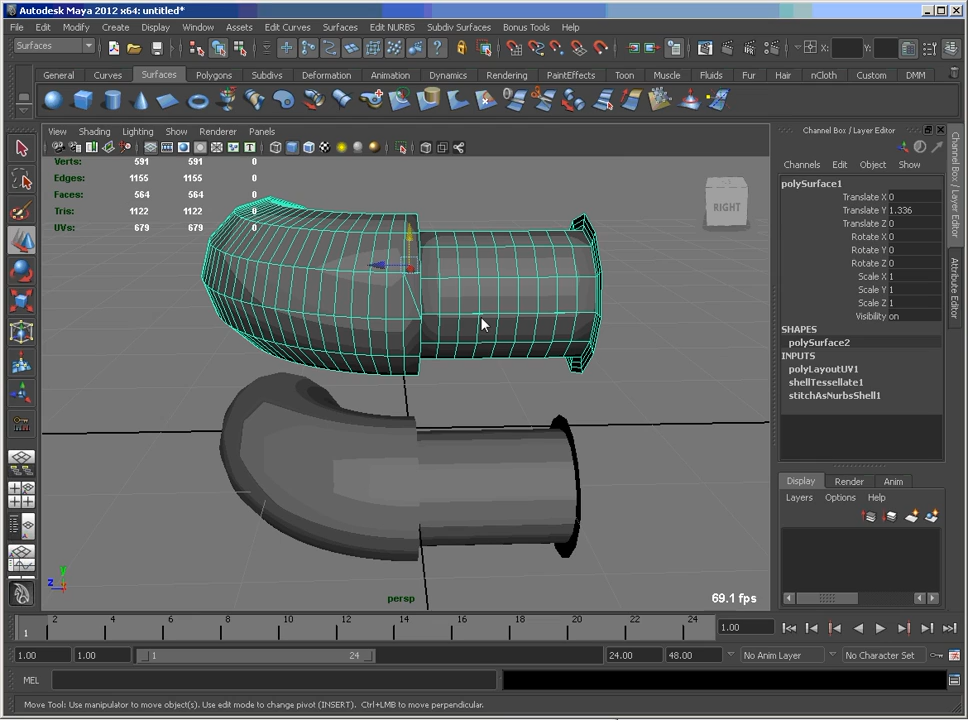 Autodesk Maya 2012 x64: untitled*
File Edit Modify Create Display Window Assets Edit Curves Surfaces Edit NURBS Subdiv Surfaces Bonus Tools Help
Surfaces X: Y:
General Curves Surfaces Polygons Subdivs Deformation Animation Dynamics Rendering PaintEffects Toon Muscle Fluids Fur Hair nCloth Custom DMM
View Shading Lighting Show Renderer Panels
Verts: 591 591 0
Edges: 1155 1155 0
Faces: 564 564 0
Tris: 1122 1122 0
UVs: 679 679 0
RIGHT
y
z
persp
69.1 fps
Channel Box / Layer Editor
Channels Edit Object Show
polySurface1
Translate X 0
Translate Y 1.336
Translate Z 0
Rotate X 0
Rotate Y 0
Rotate Z 0
Scale X 1
Scale Y 1
Scale Z 1
Visibility on
SHAPES
polySurface2
INPUTS
polyLayoutUV1
shellTessellate1
stitchAsNurbsShell1
Display Render Anim
Layers Options Help
Channel Box / Layer Editor
Attribute Editor
2 4 6 8 10 12 14 16 18 20 22 24
1 1.00
1.00 1.00 1 24 24.00 48.00 No Anim Layer No Character Set
MEL
Move Tool: Use manipulator to move object(s). Use edit mode to change pivot (INSERT). Ctrl+LMB to move perpendicular.